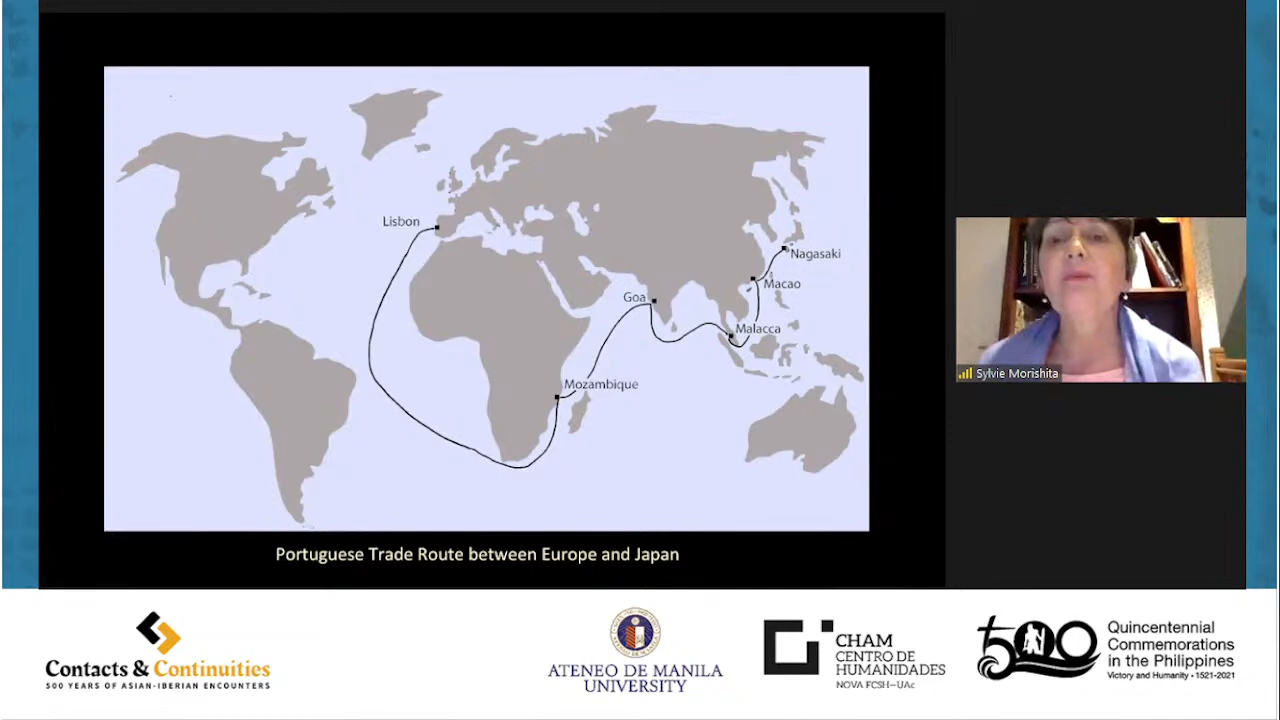 Lisbon
Nagasaki
Macao
Goa
Malacca
Mozambique
Portuguese Trade Route between Europe and Japan
Sylvie Morishita
Contacts & Continuities
500 YEARS OF ASIAN-IBERIAN ENCOUNTERS
ATENEO DE MANILA
UNIVERSITY
CHAM
CENTRO DE
HUMANIDADES
NOVA FCSH—UAc
500
Quincentennial
Commemorations
in the Philippines
Victory and Humanity • 1521-2021